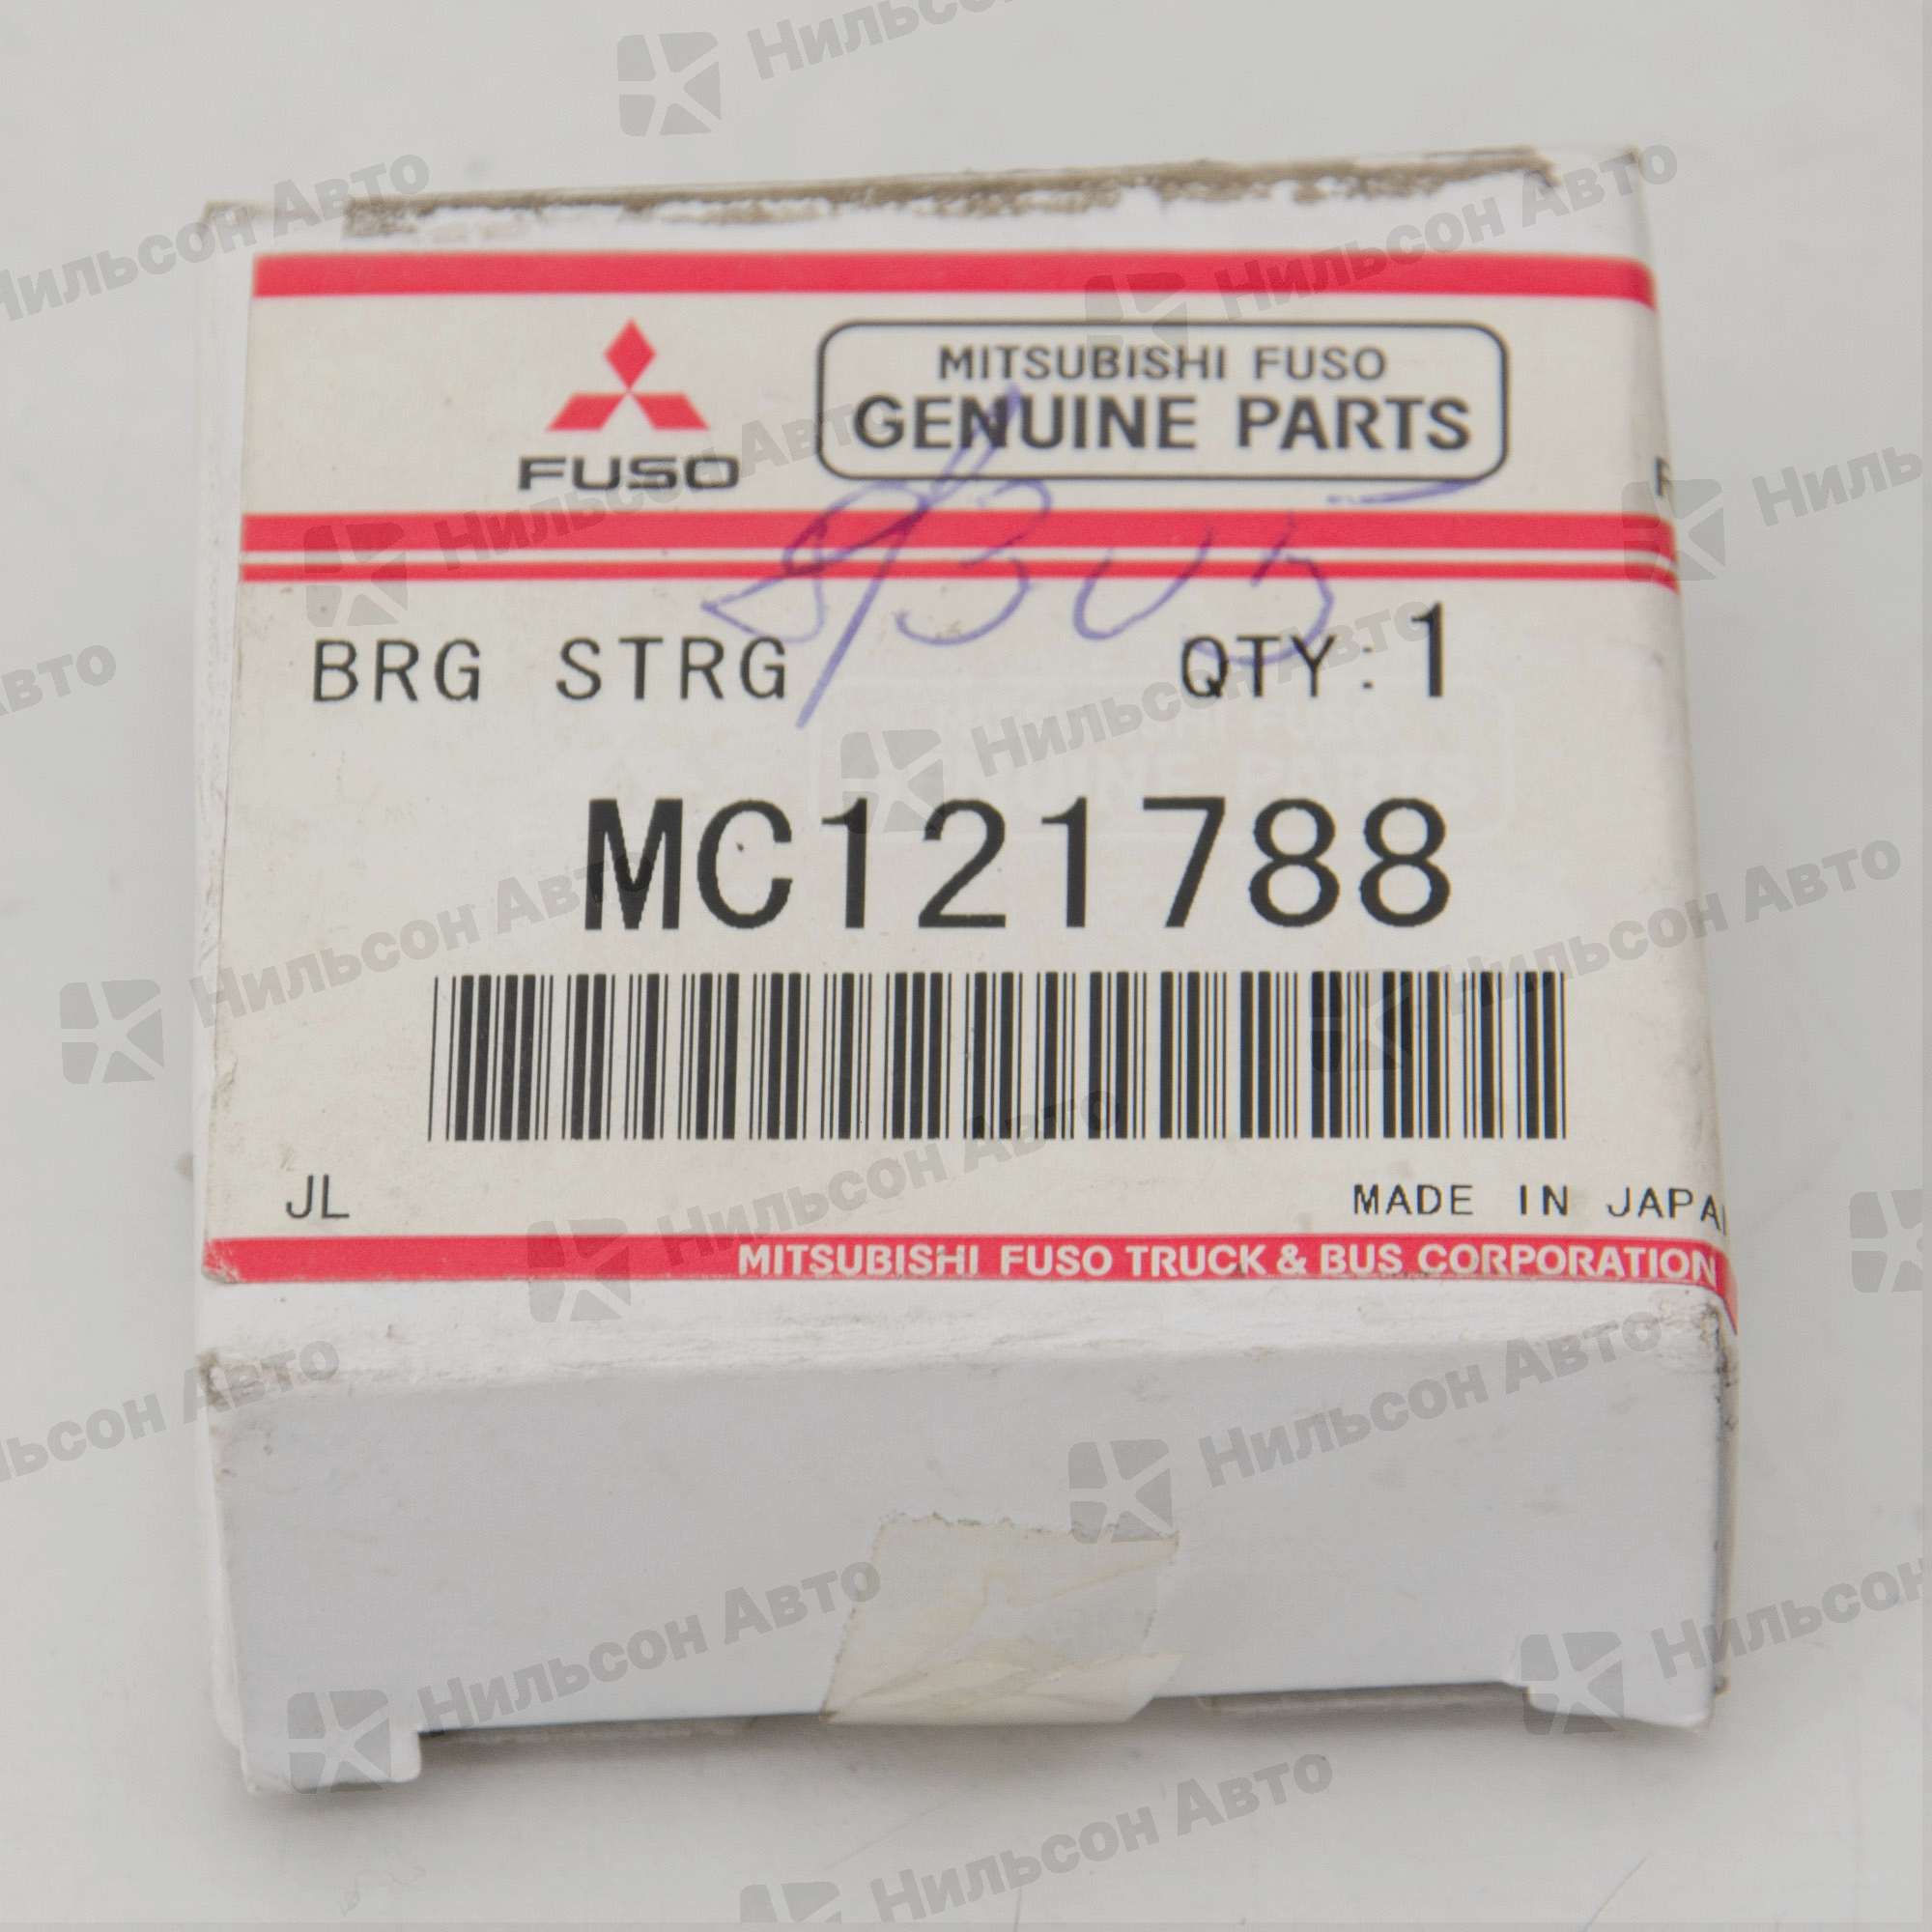 MITSUBISHI FUSO
GENUINE PARTS
FUSO
BRG STRG QTY: 1
MC121788
JL MADE IN JAPA
MITSUBISHI FUSO TRUCK & BUS CORPORATION
Нильсон Авто